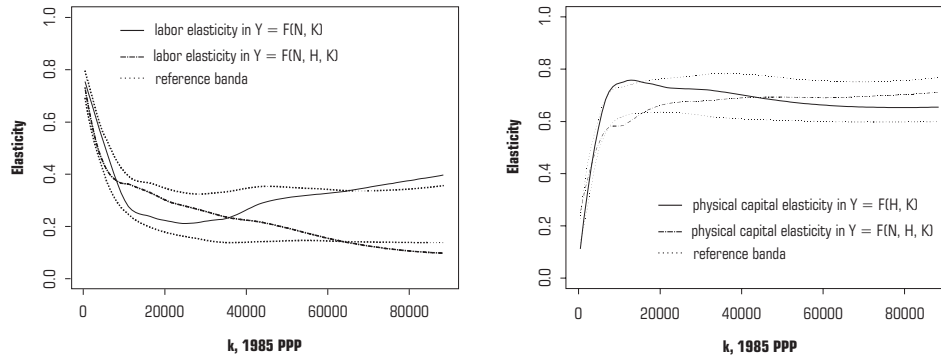 1.0
0.8
0.6
0.4
0.2
0.0
Elasticity
labor elasticity in Y = F(N, K)
labor elasticity in Y = F(N, H, K)
reference banda
0
20000
40000
60000
80000
k, 1985 PPP
1.0
0.8
0.6
0.4
0.2
0.0
Elasticity
physical capital elasticity in Y = F(H, K)
physical capital elasticity in Y = F(N, H, K)
reference banda
0
20000
40000
60000
80000
k, 1985 PPP